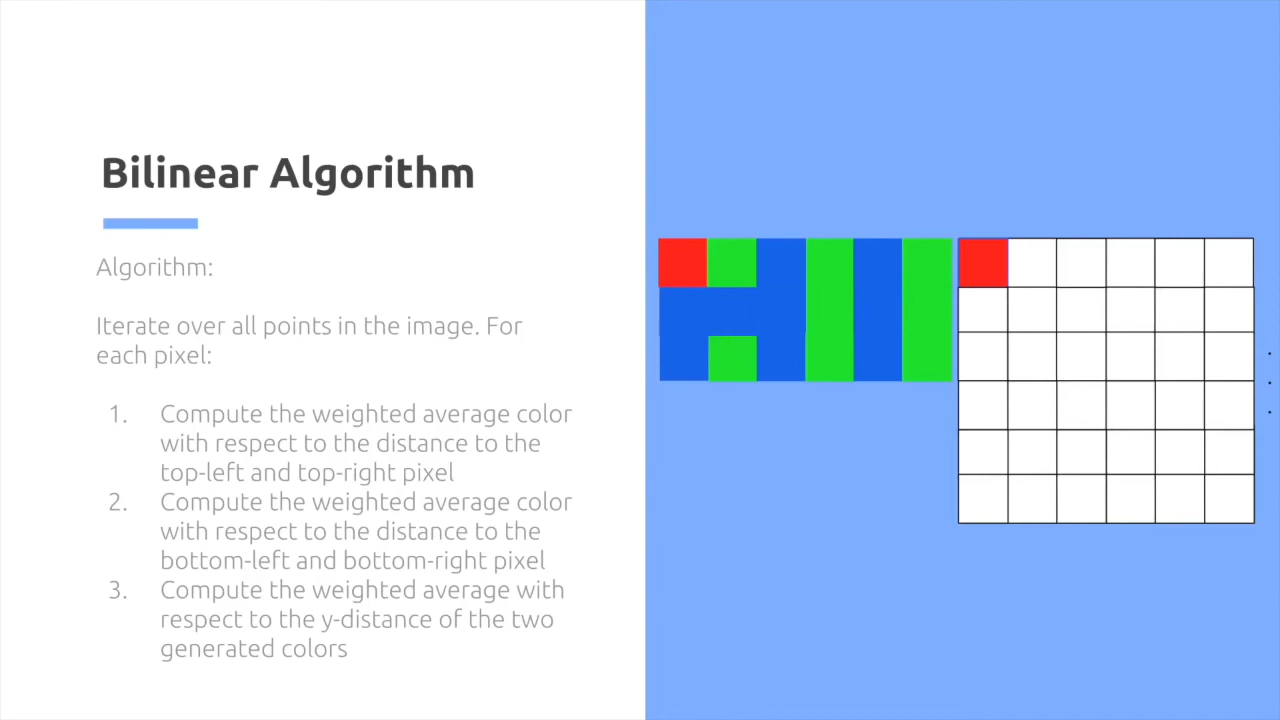 Bilinear Algorithm
Algorithm:
Iterate over all points in the image. For
each pixel:
1. Compute the weighted average color
with respect to the distance to the
top-left and top-right pixel
2. Compute the weighted average color
with respect to the distance to the
bottom-left and bottom-right pixel
3. Compute the weighted average with
respect to the y-distance of the two
generated colors